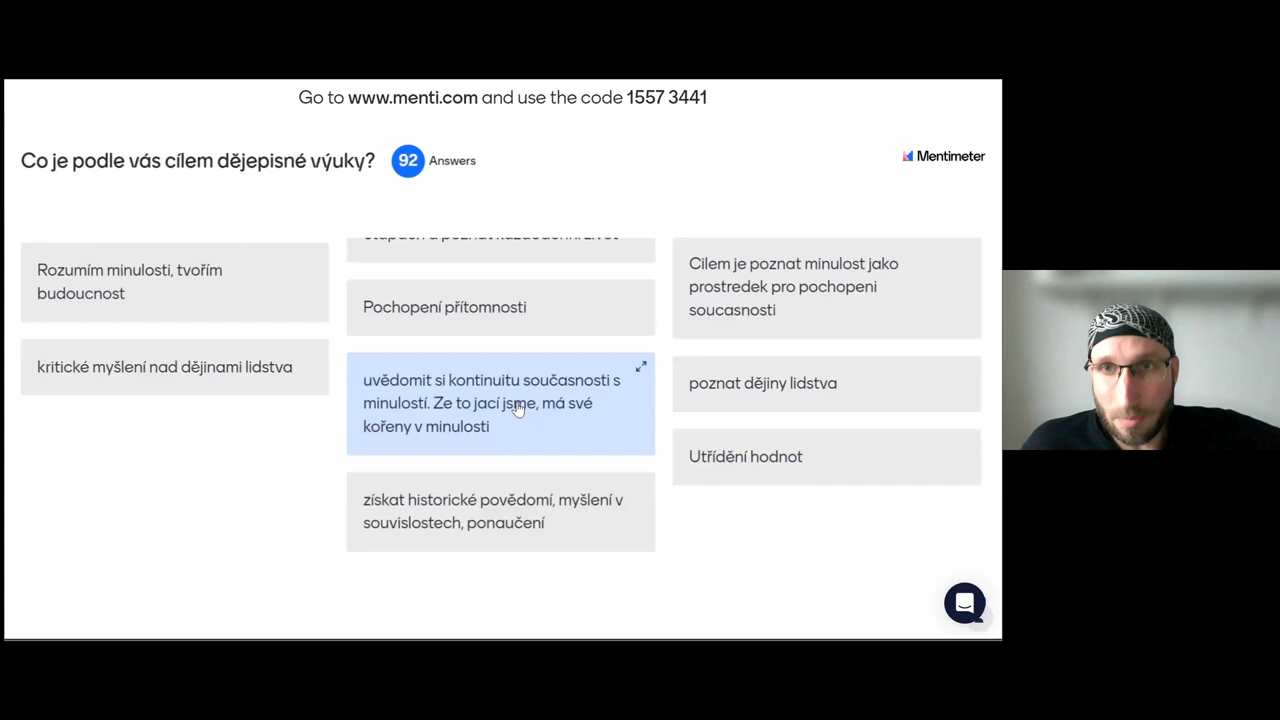 Go to www.menti.com and use the code 1557 3441
Co je podle vás cílem dějepisné výuky?
92 Answers
Mentimeter
Rozumím minulosti, tvořím
budoucnost
kritické myšlení nad dějinami lidstva
Pochopení přítomnosti
uvědomit si kontinuitu současnosti s
minulostí. Ze to jací jsme, má své
kořeny v minulosti
získat historické povědomí, myšlení v
souvislostech, ponaučení
Cilem je poznat minulost jako
prostredek pro pochopeni
soucasnosti
poznat dějiny lidstva
Utřídění hodnot